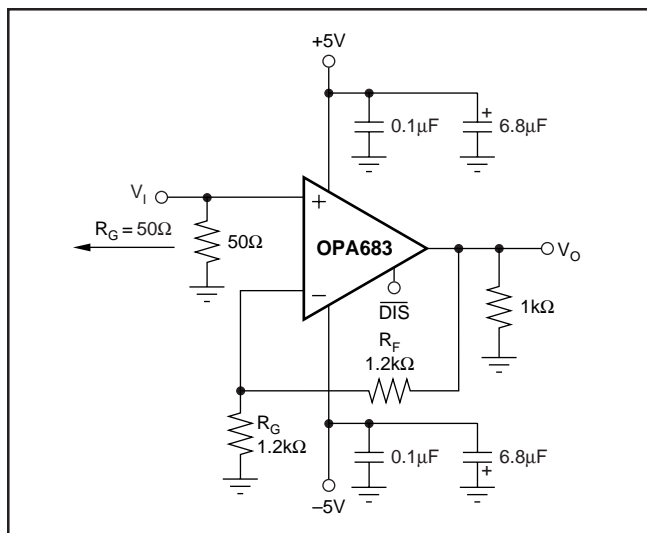 +5V
+
0.1µF
6.8µF
V_I
R_G = 50Ω
50Ω
+
OPA683
−
D̅I̅S̅
V_O
1kΩ
R_F
1.2kΩ
R_G
1.2kΩ
0.1µF
6.8µF
+
–5V